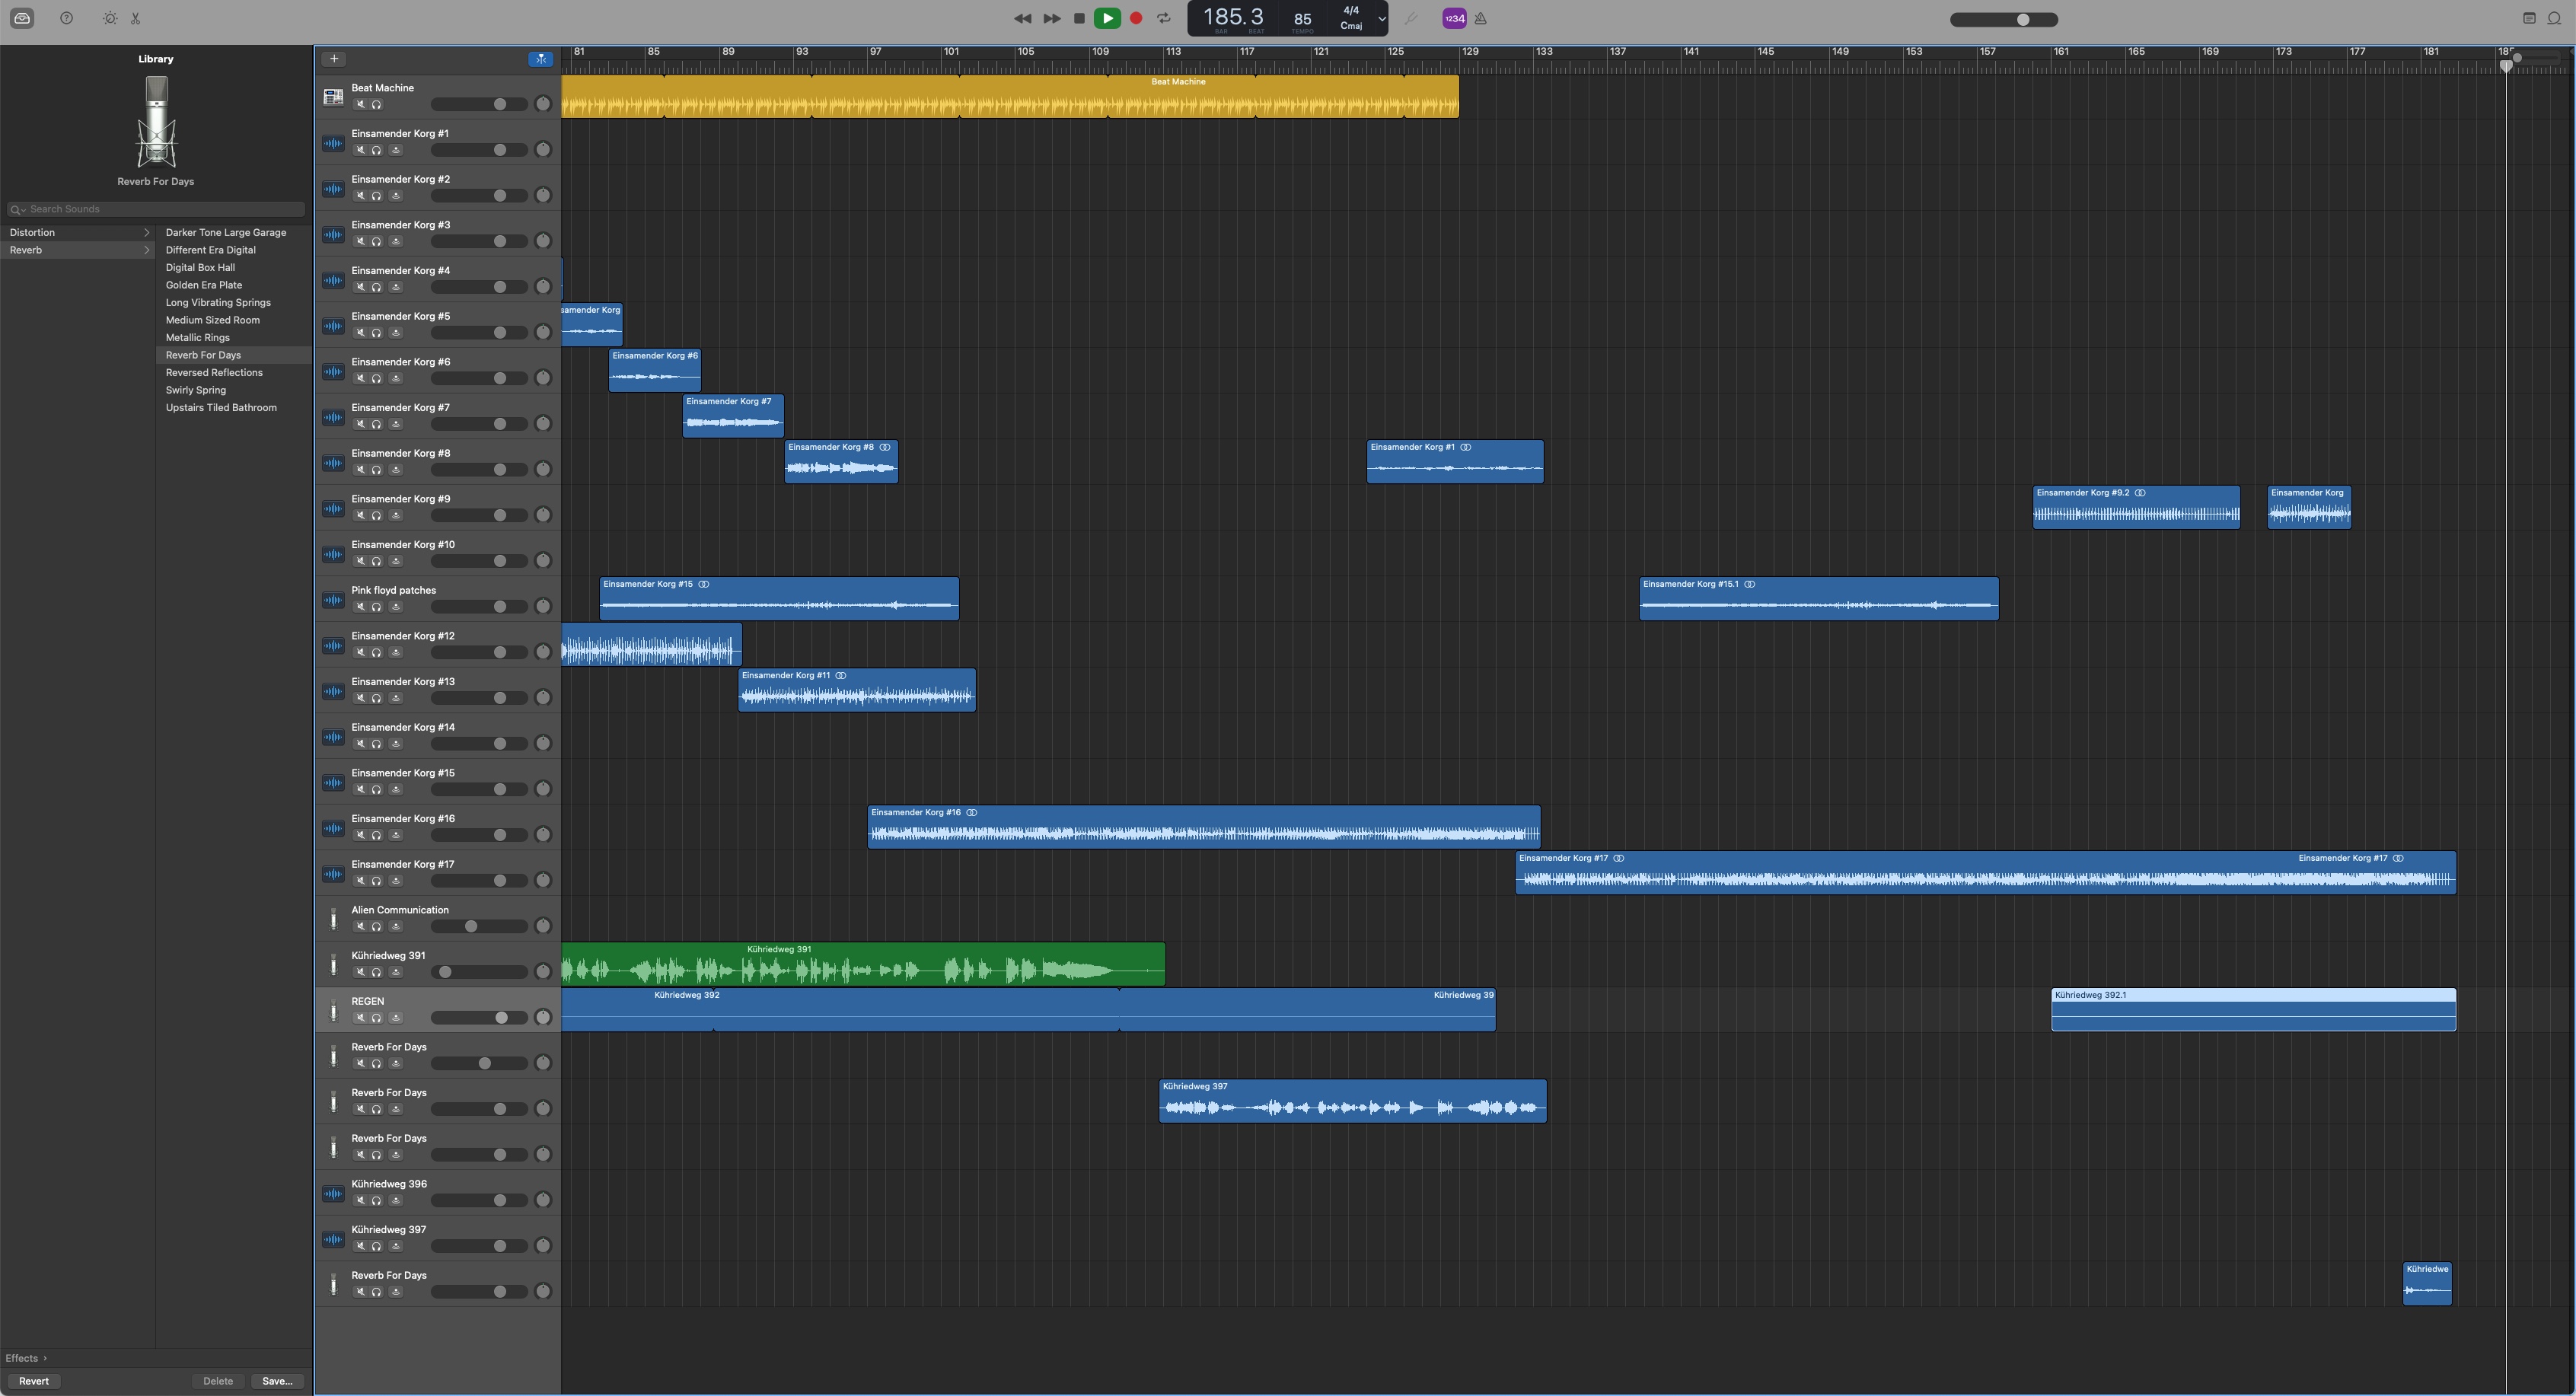 185.3
85
4/4
Cmaj
BAR
BEAT
TEMPO
1234
Library
Reverb For Days
Search Sounds
Distortion
Reverb
Darker Tone Large Garage
Different Era Digital
Digital Box Hall
Golden Era Plate
Long Vibrating Springs
Medium Sized Room
Metallic Rings
Reverb For Days
Reversed Reflections
Swirly Spring
Upstairs Tiled Bathroom
Effects
Revert
Delete
Save...
81 85 89 93 97 101 105 109 113 117 121 125 129 133 137 141 145 149 153 157 161 165 169 173 177 181
Beat Machine
Beat Machine
Einsamender Korg #1
Einsamender Korg #2
Einsamender Korg #3
Einsamender Korg #4
Einsamender Korg #5
samender Korg
Einsamender Korg #6
Einsamender Korg #6
Einsamender Korg #7
Einsamender Korg #7
Einsamender Korg #8
Einsamender Korg #8
Einsamender Korg #1
Einsamender Korg #9
Einsamender Korg #9.2
Einsamender Korg
Einsamender Korg #10
Pink floyd patches
Einsamender Korg #15
Einsamender Korg #15.1
Einsamender Korg #12
Einsamender Korg #13
Einsamender Korg #11
Einsamender Korg #14
Einsamender Korg #15
Einsamender Korg #16
Einsamender Korg #16
Einsamender Korg #17
Einsamender Korg #17
Einsamender Korg #17
Alien Communication
Kühriedweg 391
Kühriedweg 391
REGEN
Kühriedweg 392
Kühriedweg 39
Kühriedweg 392.1
Reverb For Days
Reverb For Days
Kühriedweg 397
Reverb For Days
Kühriedweg 396
Kühriedweg 397
Reverb For Days
Kühriedwe